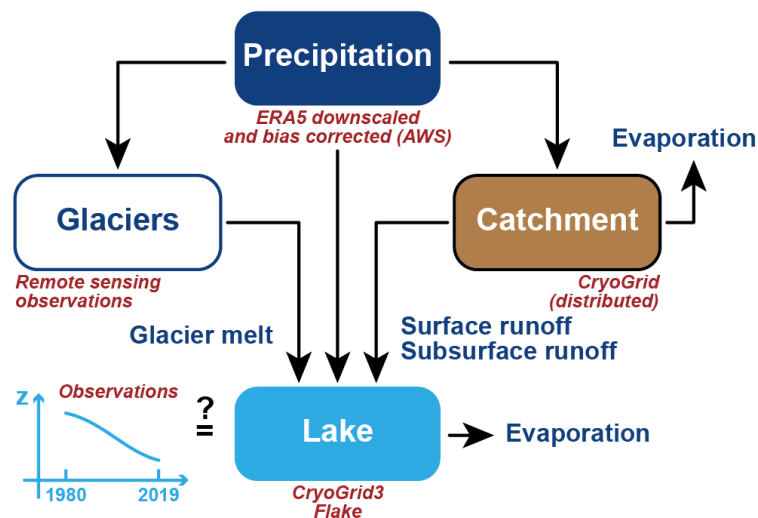 Precipitation
ERA5 downscaled
and bias corrected (AWS)
Evaporation
Glaciers
Catchment
Remote sensing
observations
CryoGrid
(distributed)
Glacier melt
Surface runoff
Subsurface runoff
Observations
z
?
=
Lake
Evaporation
1980
2019
CryoGrid3
Flake